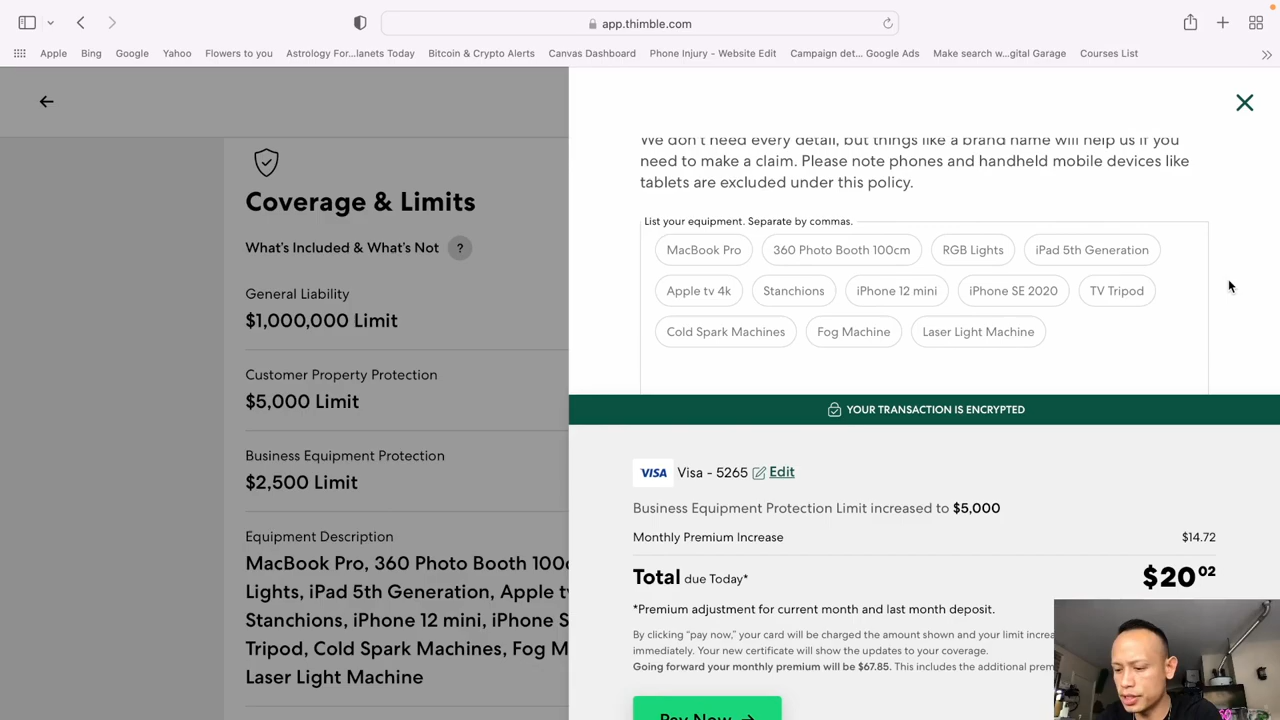 app.thimble.com
Apple Bing Google Yahoo Flowers to you Astrology For...lanets Today Bitcoin & Crypto Alerts Canvas Dashboard Phone Injury - Website Edit Campaign det... Google Ads Make search w...gital Garage Courses List
We don't need every detail, but things like a brand name will help us if you
need to make a claim. Please note phones and handheld mobile devices like
tablets are excluded under this policy.
List your equipment. Separate by commas.
MacBook Pro 360 Photo Booth 100cm RGB Lights iPad 5th Generation
Apple tv 4k Stanchions iPhone 12 mini iPhone SE 2020 TV Tripod
Cold Spark Machines Fog Machine Laser Light Machine
YOUR TRANSACTION IS ENCRYPTED
VISA Visa - 5265 Edit
Business Equipment Protection Limit increased to $5,000
Monthly Premium Increase $14.72
Total due Today* $20 02
*Premium adjustment for current month and last month deposit.
By clicking "pay now," your card will be charged the amount shown and your limit increa
immediately. Your new certificate will show the updates to your coverage.
Going forward your monthly premium will be $67.85. This includes the additional prem
Pay Now →
Coverage & Limits
What's Included & What's Not ?
General Liability
$1,000,000 Limit
Customer Property Protection
$5,000 Limit
Business Equipment Protection
$2,500 Limit
Equipment Description
MacBook Pro, 360 Photo Booth 100c
Lights, iPad 5th Generation, Apple t
Stanchions, iPhone 12 mini, iPhone S
Tripod, Cold Spark Machines, Fog M
Laser Light Machine